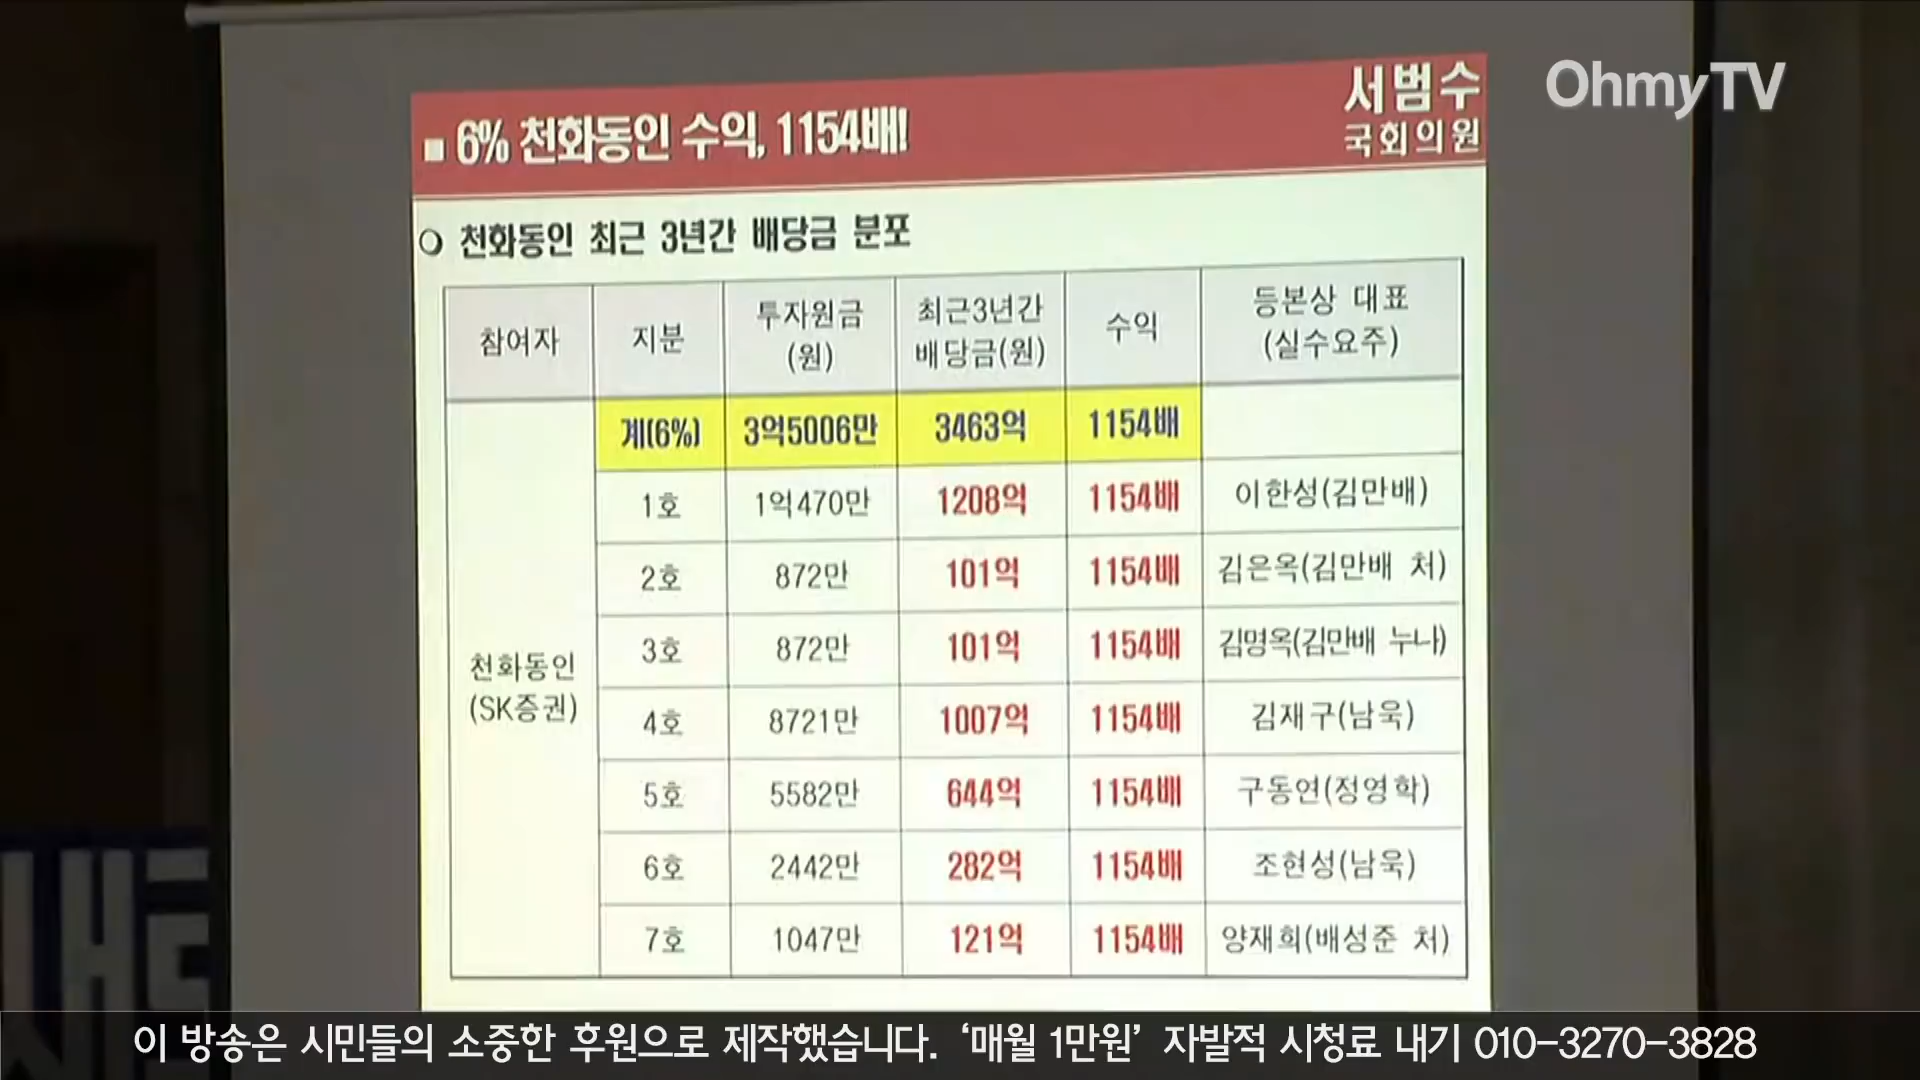 OhmyTV
서범수
국회의원
■ 6% 천화동인 수익, 1154배!
○ 천화동인 최근 3년간 배당금 분포
참여자 지분 투자원금(원) 최근3년간 배당금(원) 수익 등본상 대표(실수요주)
천화동인
(SK증권)
계(6%) 3억5006만 3463억 1154배
1호 1억470만 1208억 1154배 이한성(김만배)
2호 872만 101억 1154배 김은옥(김만배 처)
3호 872만 101억 1154배 김명옥(김만배 누나)
4호 8721만 1007억 1154배 김재구(남욱)
5호 5582만 644억 1154배 구동연(정영학)
6호 2442만 282억 1154배 조현성(남욱)
7호 1047만 121억 1154배 양재희(배성준 처)
이 방송은 시민들의 소중한 후원으로 제작했습니다. ‘매월 1만원’ 자발적 시청료 내기 010-3270-3828